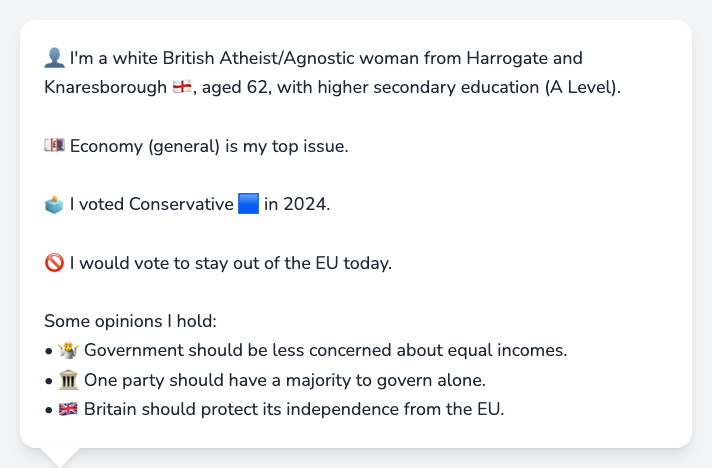 👤 I'm a white British Atheist/Agnostic woman from Harrogate and
Knaresborough 🏴󠁧󠁢󠁥󠁮󠁧󠁿, aged 62, with higher secondary education (A Level).
💷 Economy (general) is my top issue.
🗳️ I voted Conservative 🟦 in 2024.
🚫 I would vote to stay out of the EU today.
Some opinions I hold:
• 🤷 Government should be less concerned about equal incomes.
• 🏛️ One party should have a majority to govern alone.
• 🇬🇧 Britain should protect its independence from the EU.